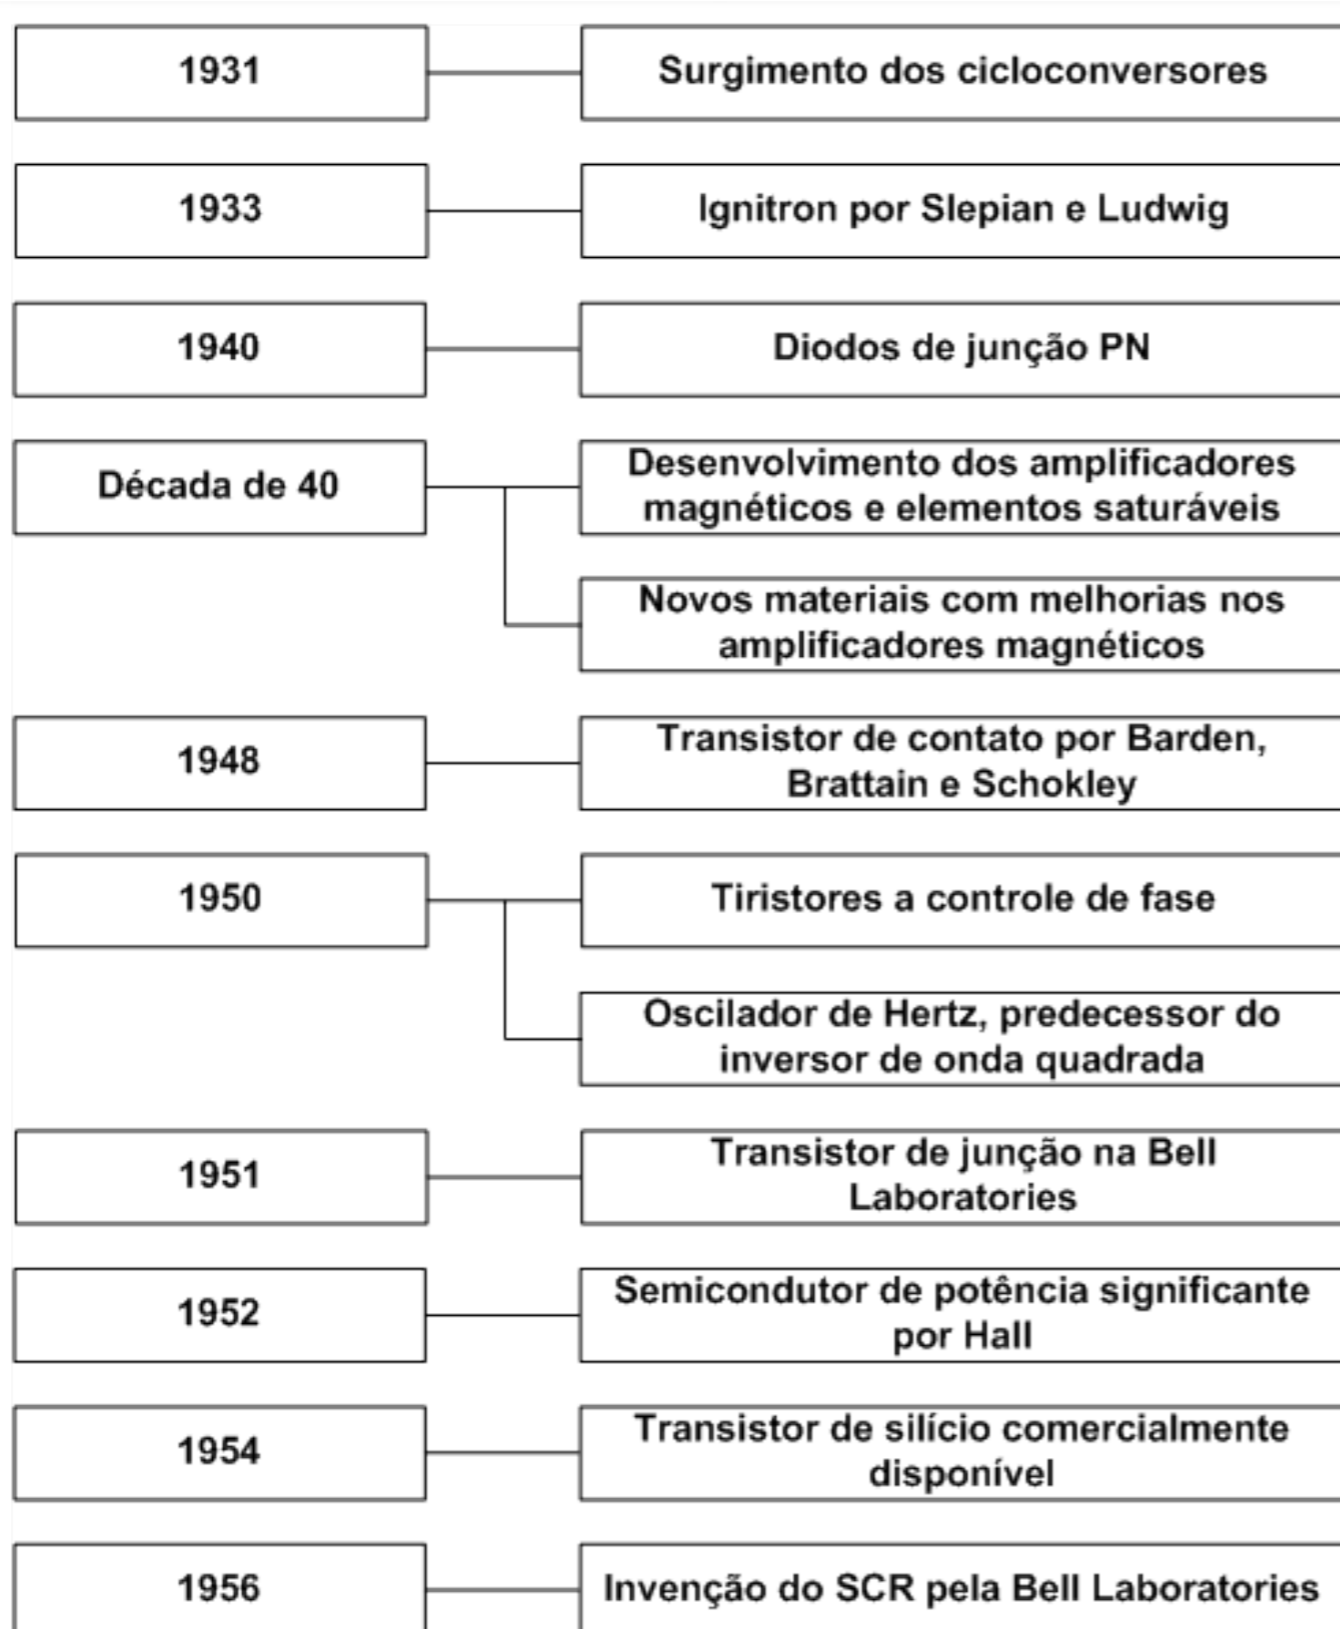 1931
Surgimento dos cicloconversores
1933
Ignitron por Slepian e Ludwig
1940
Diodos de junção PN
Década de 40
Desenvolvimento dos amplificadores
magnéticos e elementos saturáveis
Novos materiais com melhorias nos
amplificadores magnéticos
1948
Transistor de contato por Barden,
Brattain e Schokley
1950
Tiristores a controle de fase
Oscilador de Hertz, predecessor do
inversor de onda quadrada
1951
Transistor de junção na Bell
Laboratories
1952
Semicondutor de potência significante
por Hall
1954
Transistor de silício comercialmente
disponível
1956
Invenção do SCR pela Bell Laboratories